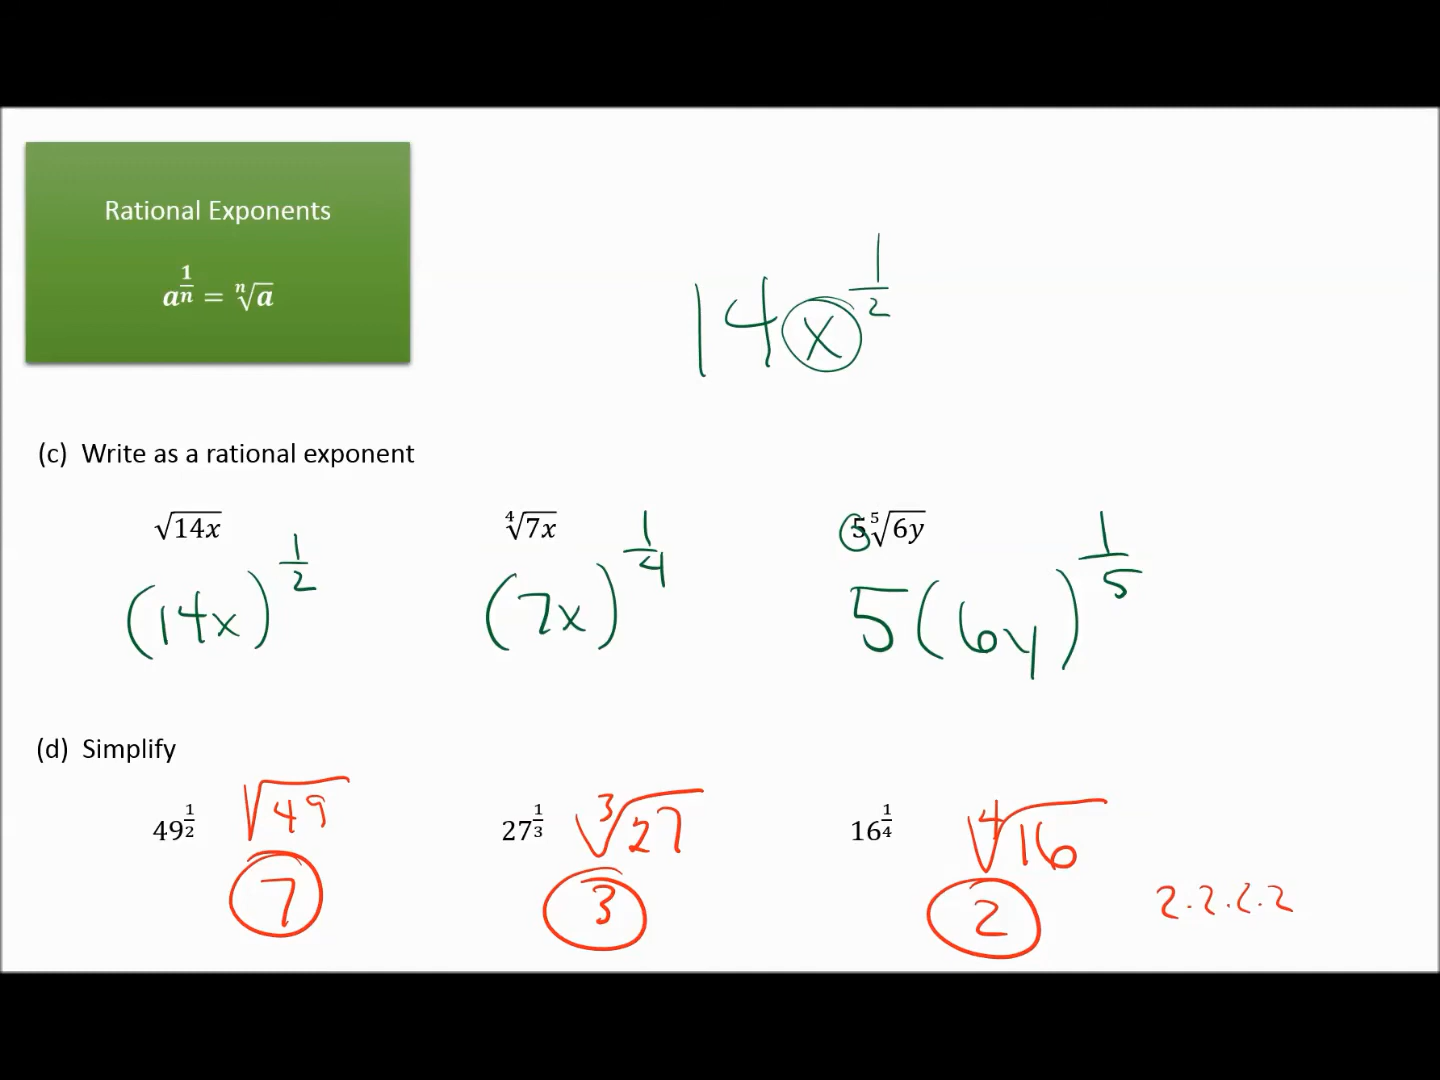 Rational Exponents
a^{1/n} = ⁿ√a
14x^{1/2}
(c) Write as a rational exponent
√14x ⁴√7x 5⁵√6y
(14x)^{1/2} (7x)^{1/4} 5(6y)^{1/5}
(d) Simplify
49^{1/2} √49 27^{1/3} ³√27 16^{1/4} ⁴√16
7 3 2 2·2·2·2